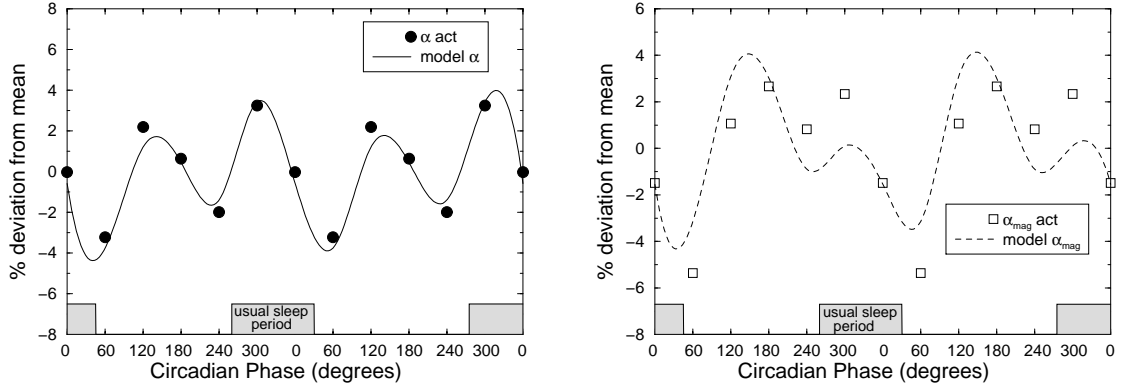 8
6
4
2
0
−2
−4
−6
−8
% deviation from mean
α act
model α
usual sleep
period
0 60 120 180 240 300 0 60 120 180 240 300 0
Circadian Phase (degrees)
6
4
2
0
−2
−4
−6
−8
% deviation from mean
αmag act
model αmag
usual sleep
period
0 60 120 180 240 300 0 60 120 180 240 300 0
Circadian Phase (degrees)